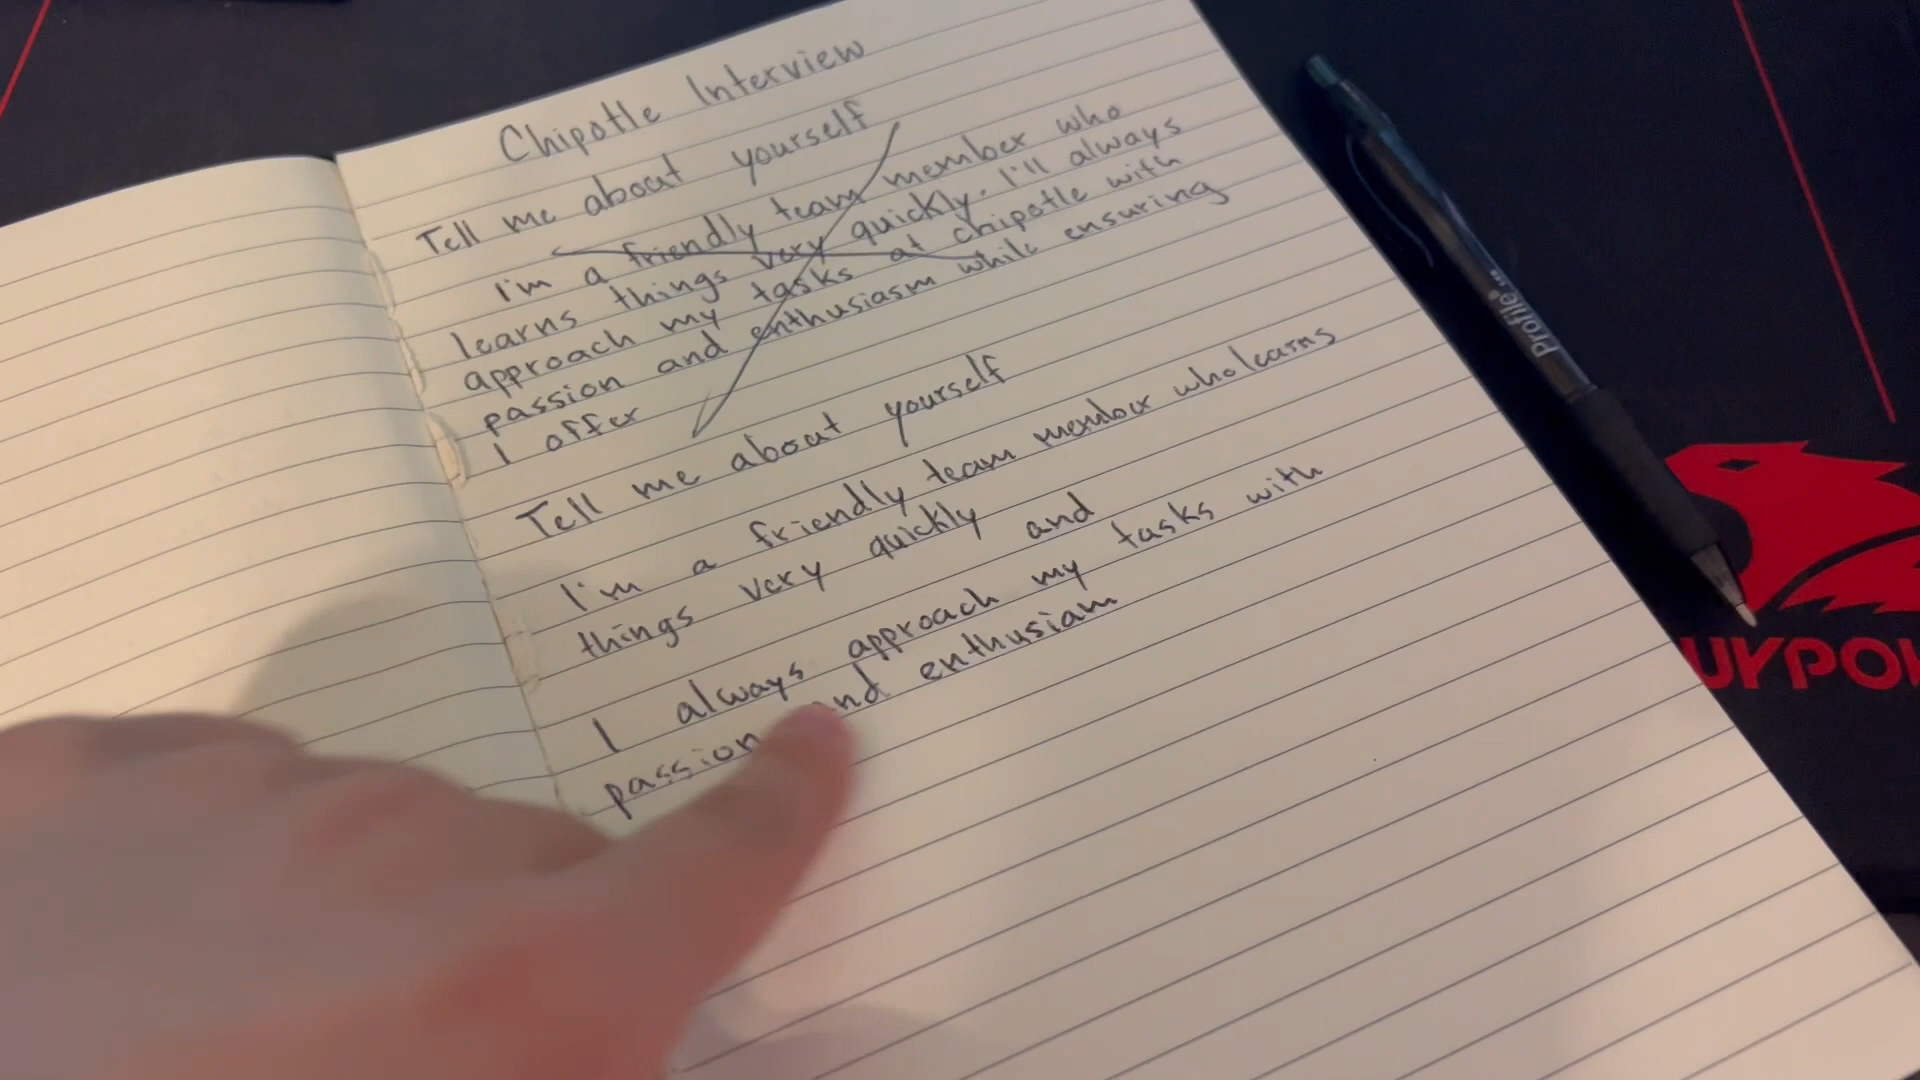 Chipotle Interview
Tell me about yourself
I'm a friendly team member who
learns things very quickly. I'll always
approach my tasks at chipotle with
passion and enthusiasm while ensuring
I offer
Tell me about yourself
I'm a friendly team member who learns
things very quickly and
I always approach my tasks with
passion and enthusiam
Profile
UYPOW